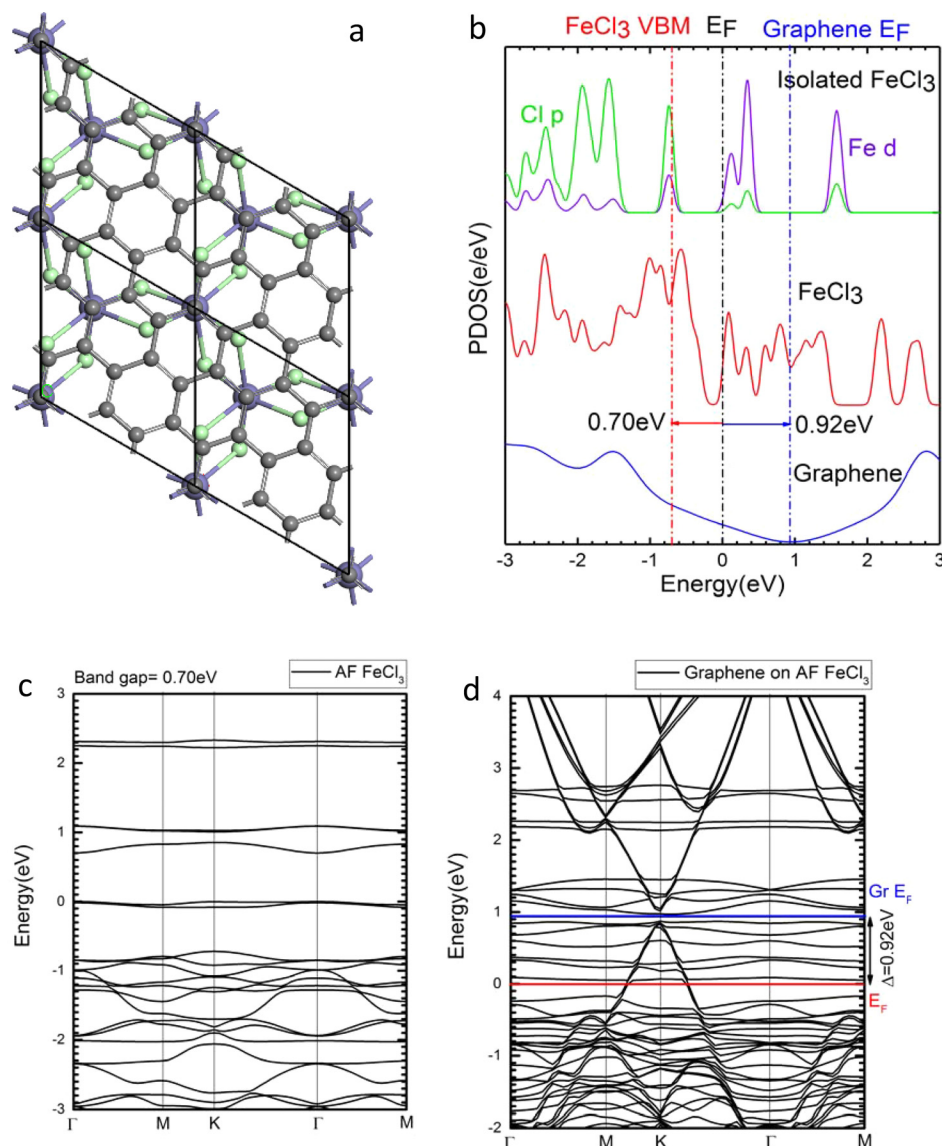 a
b
FeCl3 VBM
EF
Graphene EF
Isolated FeCl3
Cl p
Fe d
FeCl3
0.70eV
0.92eV
Graphene
PDOS(e/eV)
-3 -2 -1 0 1 2 3
Energy(eV)
c
Band gap= 0.70eV
AF FeCl3
3
2
1
0
-1
-2
-3
Energy(eV)
Γ M K Γ M
d
Graphene on AF FeCl3
4
3
2
1
0
-1
-2
Energy(eV)
Gr EF
Δ=0.92eV
EF
Γ M K Γ M